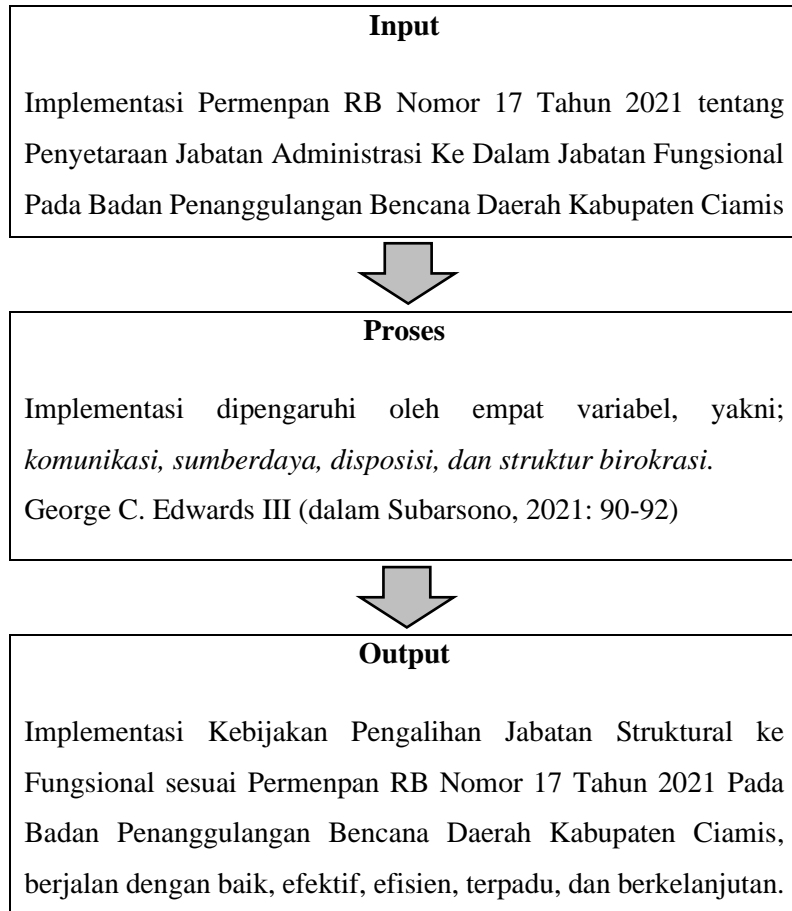 Input
Implementasi Permenpan RB Nomor 17 Tahun 2021 tentang
Penyetaraan Jabatan Administrasi Ke Dalam Jabatan Fungsional
Pada Badan Penanggulangan Bencana Daerah Kabupaten Ciamis
Proses
Implementasi dipengaruhi oleh empat variabel, yakni;
komunikasi, sumberdaya, disposisi, dan struktur birokrasi.
George C. Edwards III (dalam Subarsono, 2021: 90-92)
Output
Implementasi Kebijakan Pengalihan Jabatan Struktural ke
Fungsional sesuai Permenpan RB Nomor 17 Tahun 2021 Pada
Badan Penanggulangan Bencana Daerah Kabupaten Ciamis,
berjalan dengan baik, efektif, efisien, terpadu, dan berkelanjutan.